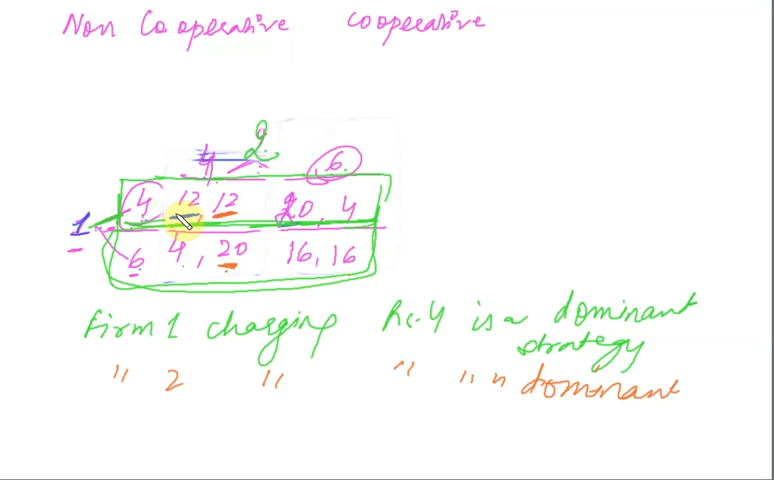 Non Cooperative cooperative
2
4 6
4 12, 12 20, 4
1
6 4, 20 16, 16
Firm 1 charging Rs. 4 is a dominant
strategy
" 2 " " " " dominant